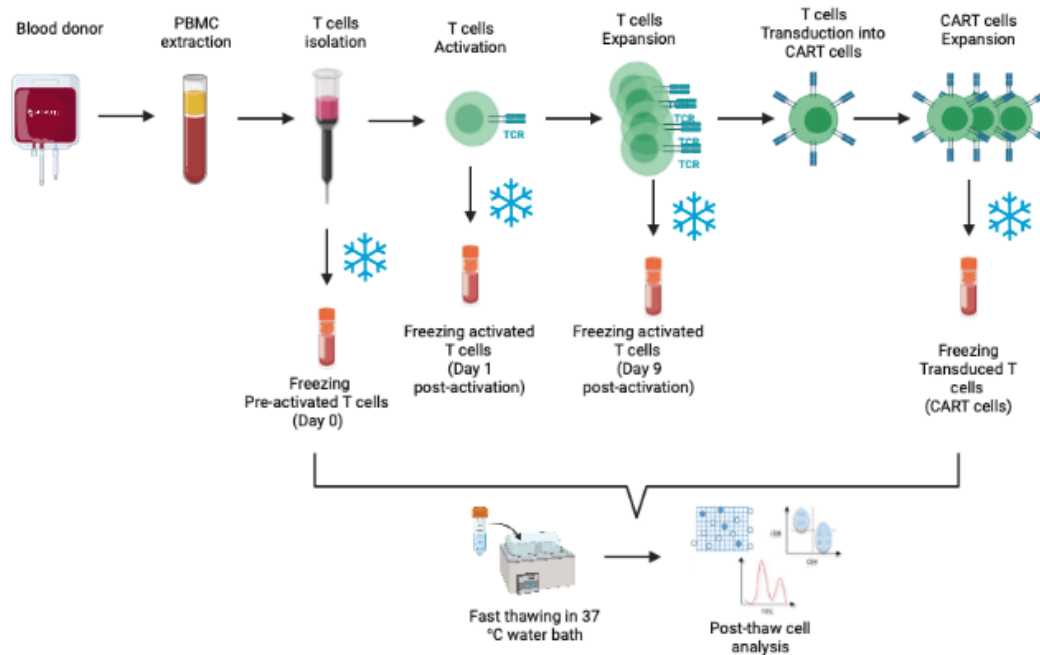 Blood donor
PBMC
extraction
T cells
isolation
T cells
Activation
T cells
Expansion
T cells
Transduction into
CART cells
CART cells
Expansion
TCR
TCR
TCR
TCR
Freezing
Pre-activated T cells
(Day 0)
Freezing activated
T cells
(Day 1
post-activation)
Freezing activated
T cells
(Day 9
post-activation)
Freezing
Transduced T
cells
(CART cells)
Fast thawing in 37
°C water bath
CD8
CD4
Post-thaw cell
analysis